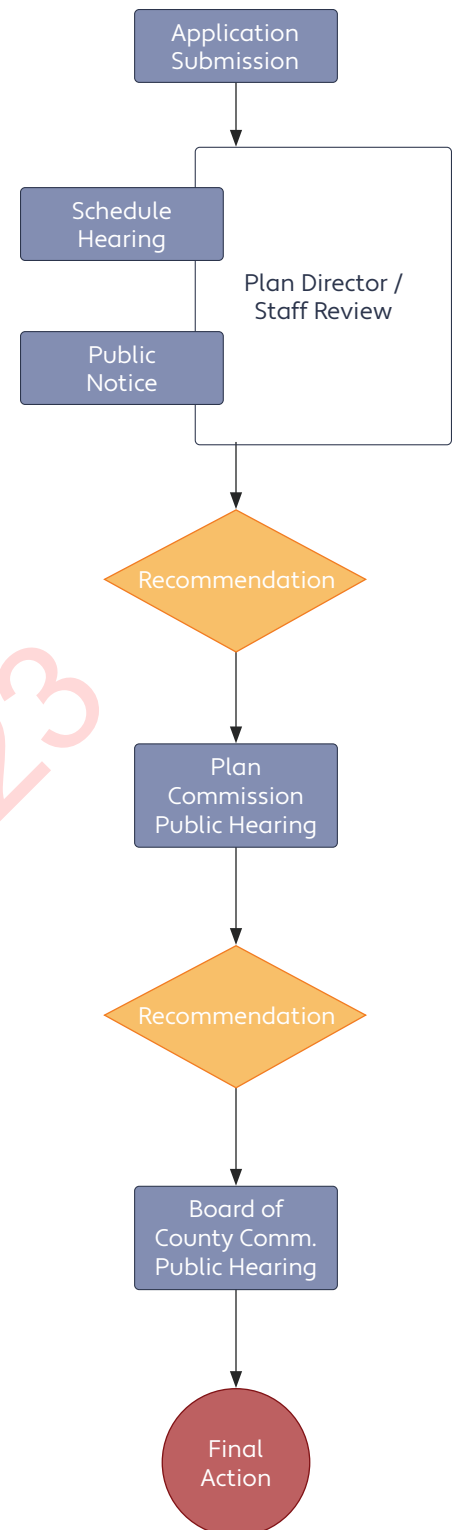 Application
Submission
Schedule
Hearing
Plan Director /
Staff Review
Public
Notice
Recommendation
Plan
Commission
Public Hearing
Recommendation
Board of
County Comm.
Public Hearing
Final
Action
23